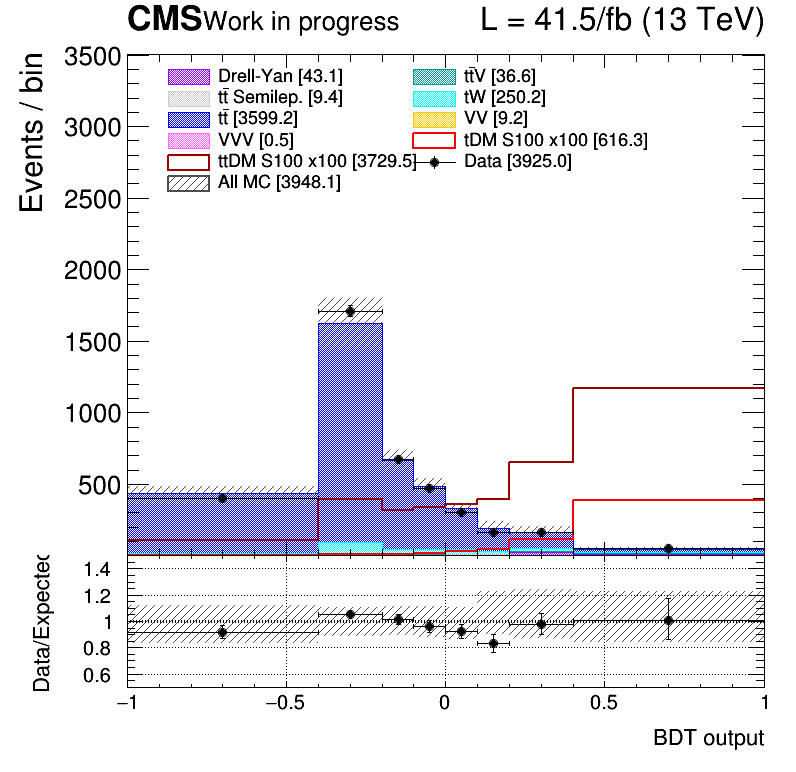 CMS Work in progress L = 41.5/fb (13 TeV)
Events / bin
3500
3000
2500
2000
1500
1000
500
Drell-Yan [43.1] tt̄V [36.6]
tt̄ Semilep. [9.4] tW [250.2]
tt̄ [3599.2] VV [9.2]
VVV [0.5] tDM S100 x100 [616.3]
ttDM S100 x100 [3729.5] Data [3925.0]
All MC [3948.1]
Data/Expected
1.4
1.2
1
0.8
0.6
−1 −0.5 0 0.5 1
BDT output